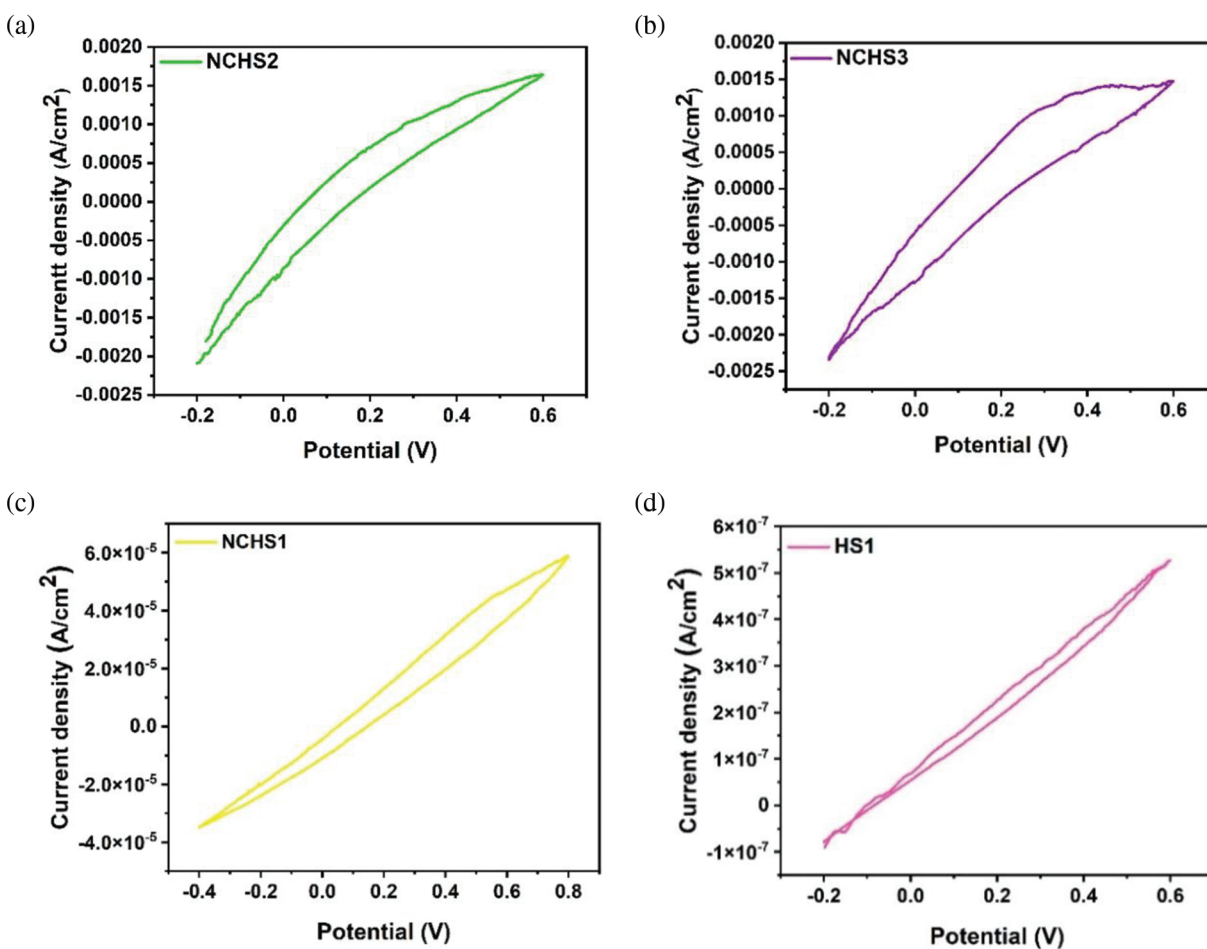 (a)
NCHS2
0.0020
0.0015
0.0010
0.0005
0.0000
-0.0005
-0.0010
-0.0015
-0.0020
-0.0025
Currentt density (A/cm²)
-0.2 0.0 0.2 0.4 0.6
Potential (V)
(b)
NCHS3
0.0020
0.0015
0.0010
0.0005
0.0000
-0.0005
-0.0010
-0.0015
-0.0020
-0.0025
Current density (A/cm²)
-0.2 0.0 0.2 0.4 0.6
Potential (V)
(c)
NCHS1
6.0×10⁻⁵
4.0×10⁻⁵
2.0×10⁻⁵
0.0
-2.0×10⁻⁵
-4.0×10⁻⁵
Current density (A/cm²)
-0.4 -0.2 0.0 0.2 0.4 0.6 0.8
Potential (V)
(d)
HS1
6×10⁻⁷
5×10⁻⁷
4×10⁻⁷
3×10⁻⁷
2×10⁻⁷
1×10⁻⁷
0
-1×10⁻⁷
Current density (A/cm²)
-0.2 0.0 0.2 0.4 0.6
Potential (V)